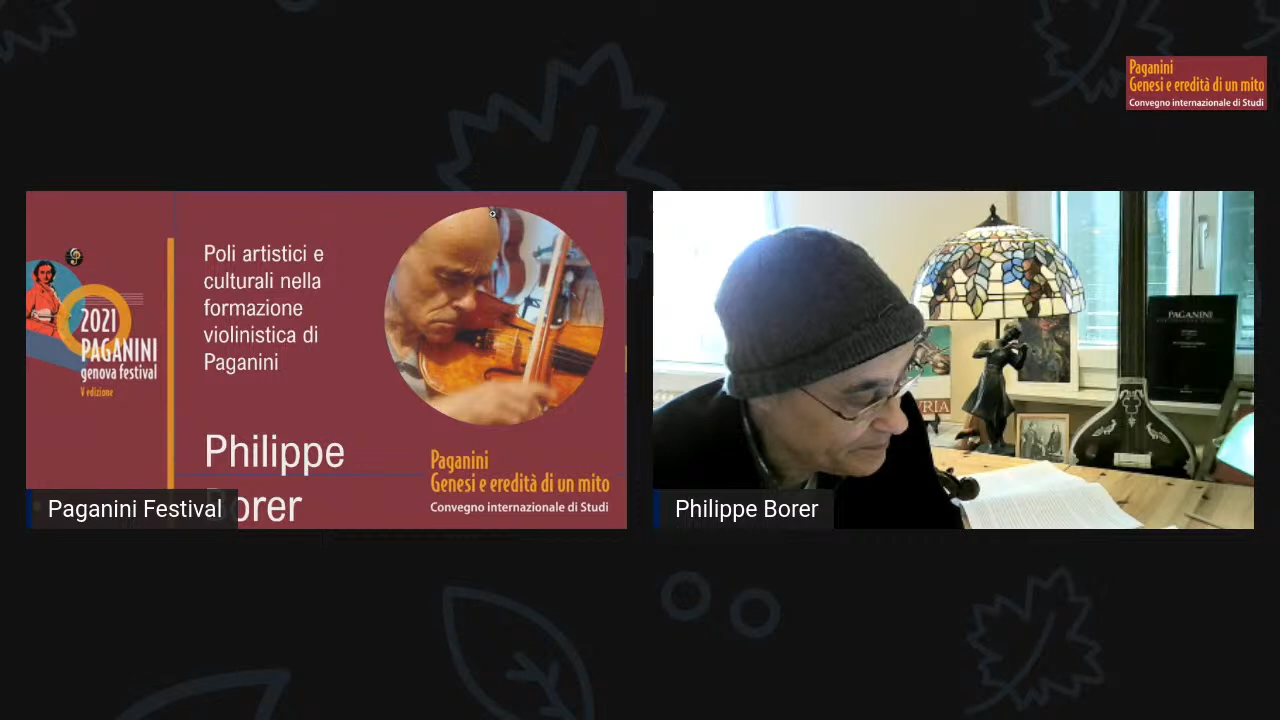 Paganini
Genesi e eredità di un mito
Convegno internazionale di Studi
Poli artistici e
culturali nella
formazione
violinistica di
Paganini
2021
PAGANINI
genova festival
V edizione
Philippe
Borer
Paganini
Genesi e eredità di un mito
Convegno internazionale di Studi
Paganini Festival
PAGANINI
Philippe Borer